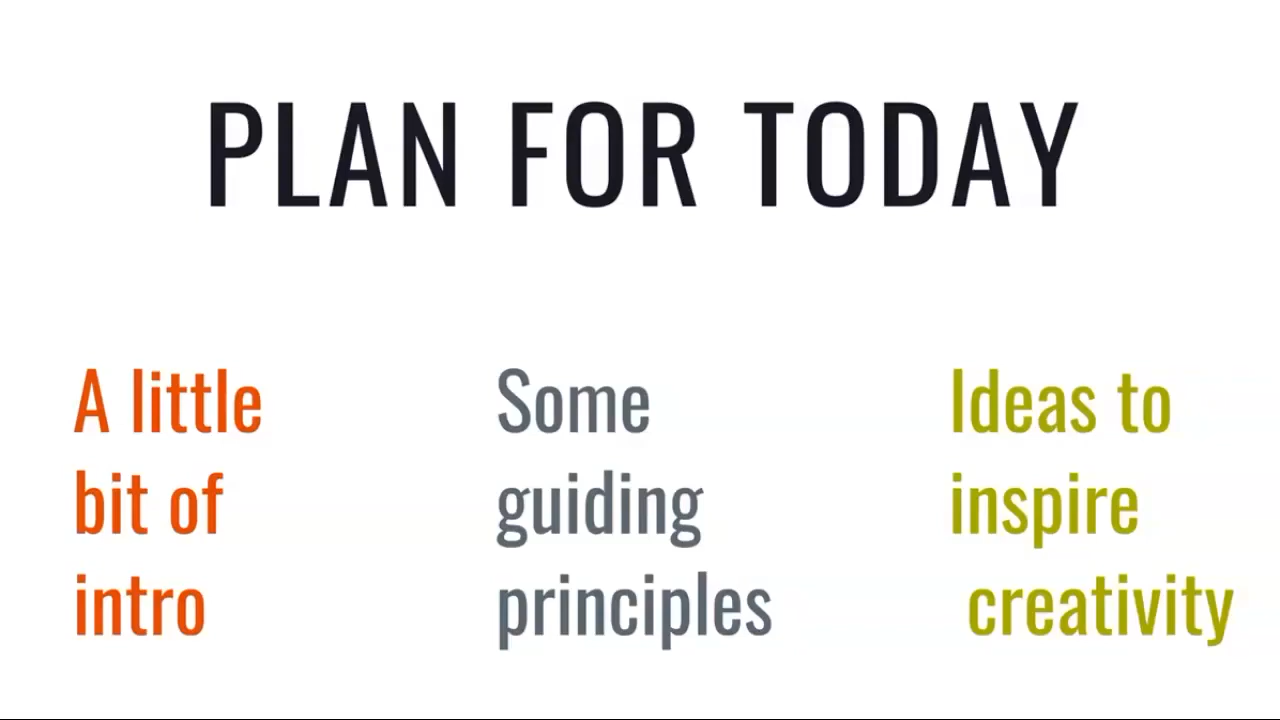 PLAN FOR TODAY
A little
bit of
intro
Some
guiding
principles
Ideas to
inspire
creativity